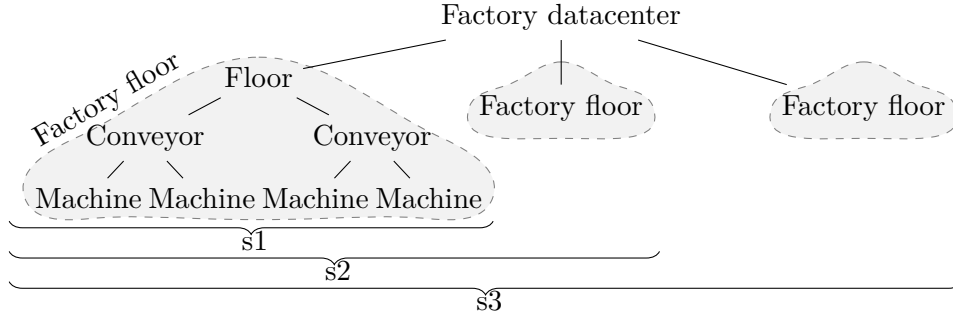 Factory datacenter
Factory floor
Floor
Factory floor
Factory floor
Conveyor
Conveyor
Machine Machine Machine Machine
s1
s2
s3